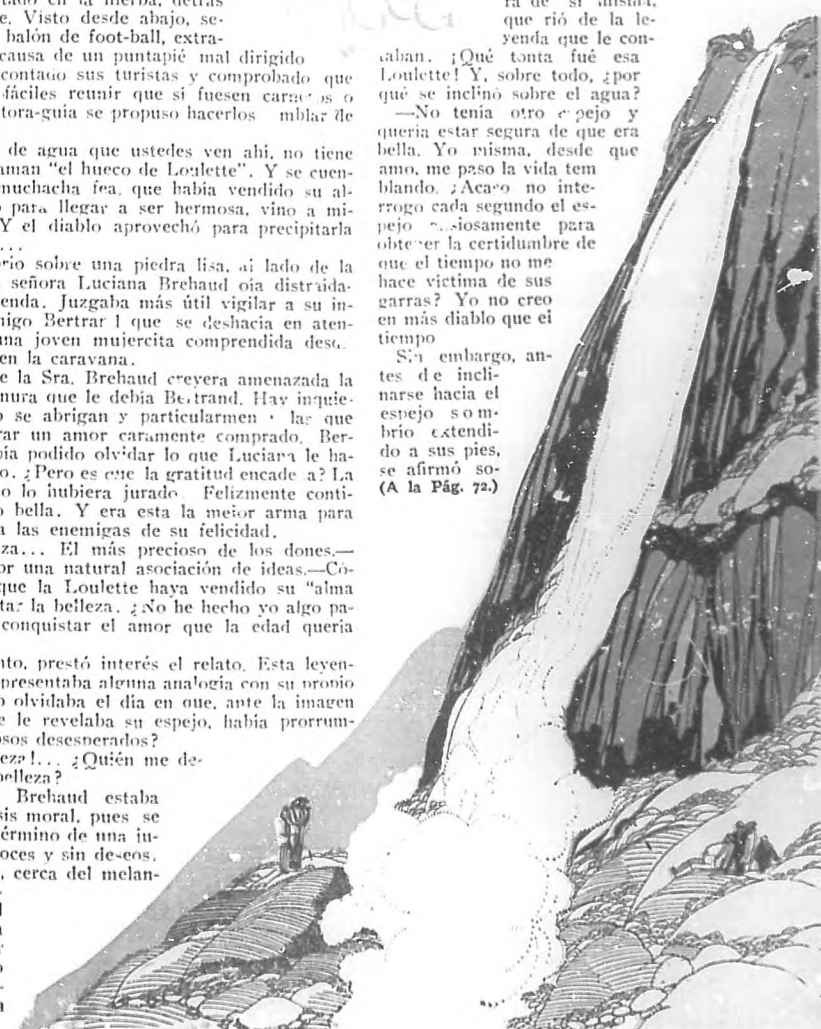 tado en la hierba, detrás
e. Visto desde abajo, se-
balón de foot-ball, extra-
causa de un puntapié mal dirigido
contado sus turistas y comprobado que
fáciles reunir que si fuesen o
tora-guía se propuso hacerlos de
de agua que ustedes ven ahí, no tiene
aman "el hueco de Loulette". Y se cuen-
muchacha fea, que había vendido su al-
o para llegar a ser hermosa, vino a mi-
Y el diablo aprovechó para precipitarla
...
rio sobre una piedra lisa, al lado de la
señora Luciana Brehaud oía distraída-
enda. Juzgaba más útil vigilar a su in-
nigo que se deshacía en aten-
una joven mujercita comprendida
en la caravana.
e la Sra. Brehaud creyera amenazada la
nura que le debía Bertrand. Hay inquie-
o se abrigan y las que
rar un amor caramente comprado. Ber-
bía podido olvidar lo que Luciana le ha-
o. ¿Pero es que la gratitud La
o lo hubiera jurado. Felizmente conti-
o bella. Y era esta la mejor arma para
a las enemigas de su felicidad.
za... El más precioso de los dones.—
or una natural asociación de ideas.—Có-
que la Loulette haya vendido su "alma
ta: la belleza. ¿No he hecho yo algo pa-
conquistar el amor que la edad quería
nto, prestó interés el relato. Esta leyen-
presentaba alguna analogía con su propio
o olvidaba el día en que, ante la imagen
e le revelaba su espejo, había prorrum-
osos desesperados?
eza!... ¿Quién me de-
belleza?
Brehaud estaba
sis moral, pues se
érmino de una ju-
oces y sin deseos.
, cerca del melan-
ra de sí misma,
que rió de la le-
yenda que le con-
taban. ¡Qué tonta fué esa
Loulette! Y, sobre todo, ¿por
qué se inclinó sobre el agua?
—No tenía otro espejo y
quería estar segura de que era
bella. Yo misma, desde que
amo, me paso la vida tem
blando. ¿Acaso no inte-
rrogo cada segundo el es-
pejo para
obtener la certidumbre de
que el tiempo no me
hace víctima de sus
garras? Yo no creo
en más diablo que el
tiempo
Sin embargo, an-
tes de incli-
narse hacia el
espejo som-
brío extendi-
do a sus pies,
se afirmó so-
(A la Pág. 72.)